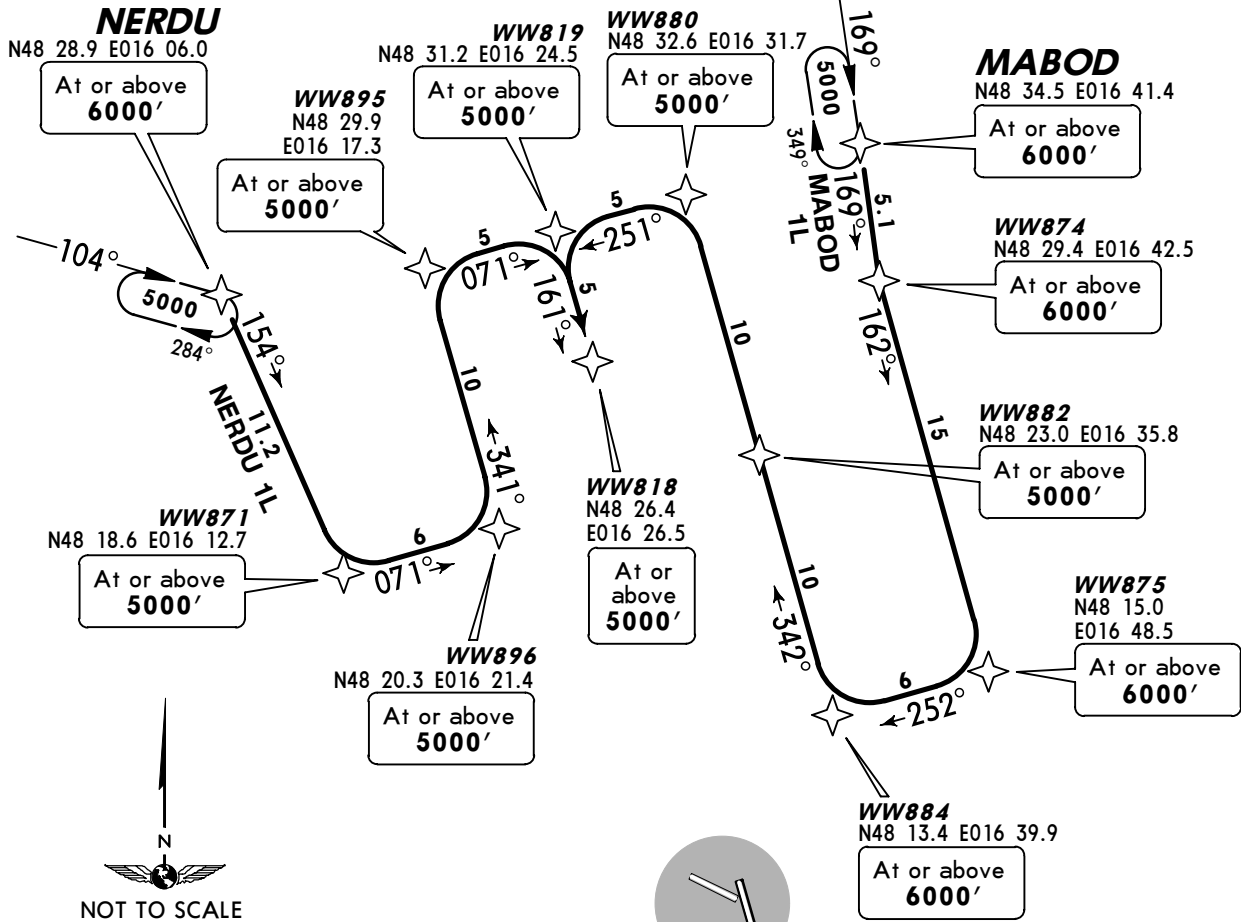 NERDU
N48 28.9 E016 06.0
At or above
6000′
WW895
N48 29.9
E016 17.3
At or above
5000′
WW819
N48 31.2 E016 24.5
At or above
5000′
WW880
N48 32.6 E016 31.7
At or above
5000′
169°
5000
349°
MABOD
N48 34.5 E016 41.4
At or above
6000′
169°
MABOD
1L
5.1
WW874
N48 29.4 E016 42.5
At or above
6000′
104°
5000
284°
154°
11.2
NERDU 1L
5
071°
161°
5
5
251°
10
341°
10
162°
15
WW882
N48 23.0 E016 35.8
At or above
5000′
WW871
N48 18.6 E016 12.7
At or above
5000′
6
071°
WW818
N48 26.4
E016 26.5
At or
above
5000′
10
342°
WW875
N48 15.0
E016 48.5
At or above
6000′
6
252°
WW896
N48 20.3 E016 21.4
At or above
5000′
WW884
N48 13.4 E016 39.9
At or above
6000′
N
NOT TO SCALE